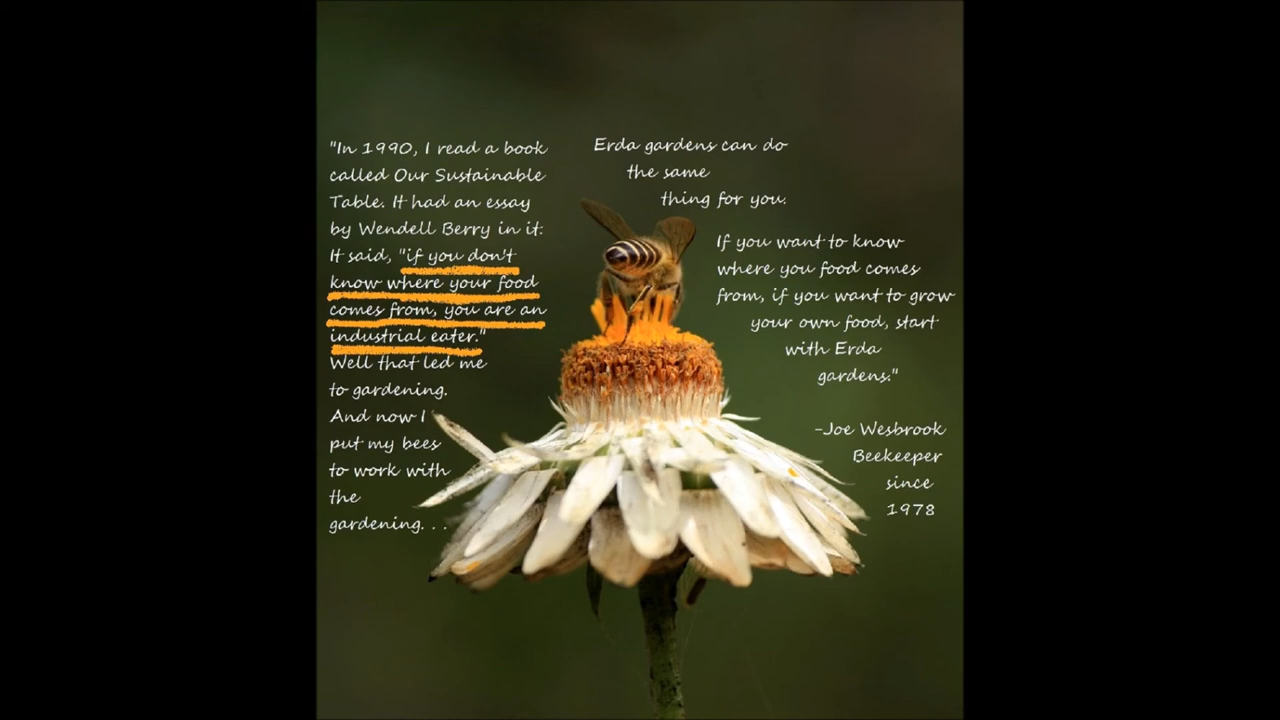 "In 1990, I read a book
called Our Sustainable
Table. It had an essay
by Wendell Berry in it:
It said, "if you don't
know where your food
comes from, you are an
industrial eater."
Well that led me
to gardening.
And now I
put my bees
to work with
the
gardening. . .
Erda gardens can do
the same
thing for you.
If you want to know
where you food comes
from, if you want to grow
your own food, start
with Erda
gardens."
-Joe Wesbrook
Beekeeper
since
1978